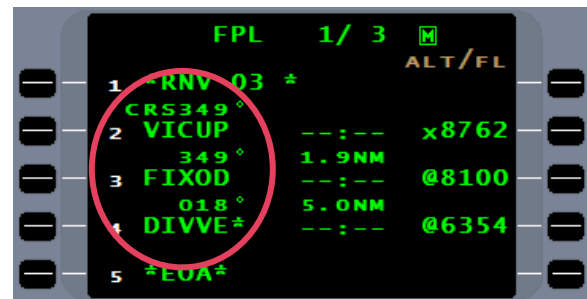 FPL 1/ 3 M
ALT/FL
1 *RNV 03 *
CRS349°
2 VICUP --:-- x8762
349° 1.9NM
3 FIXOD --:-- @8100
018° 5.0NM
4 DIVVE* --:-- @6354
5 *EOA*